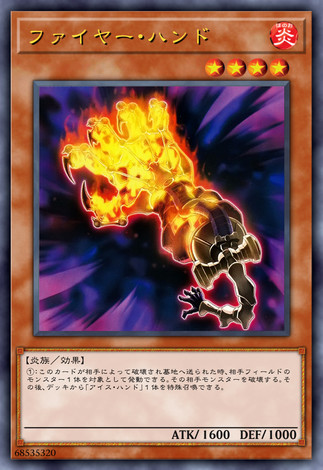 ファイヤー・ハンド
ほのお
炎
【炎族/効果】
①:このカードが相手によって破壊され墓地へ送られた時、相手フィールドの
モンスター1体を対象として発動できる。その相手モンスターを破壊する。そ
の後、デッキから「アイス・ハンド」1体を特殊召喚できる。
ATK/1600 DEF/1000
68535320